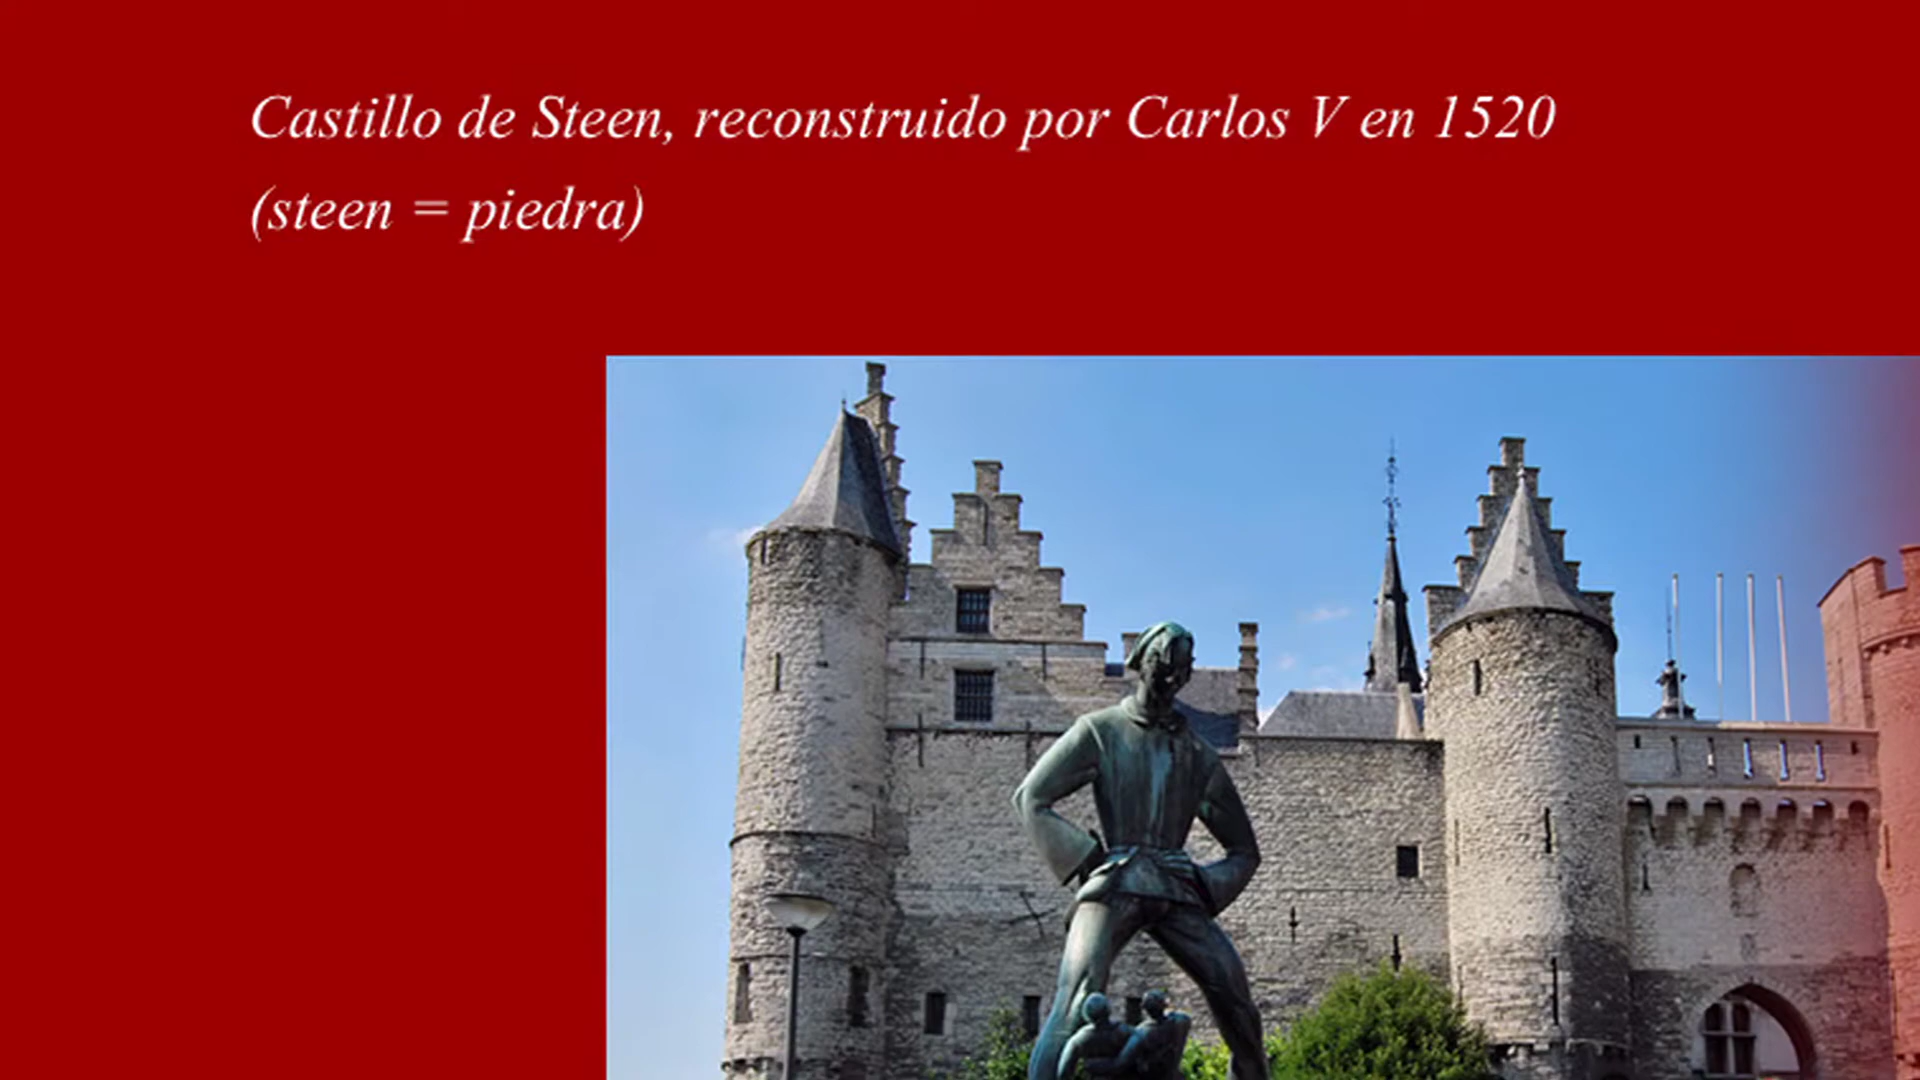 Castillo de Steen, reconstruido por Carlos V en 1520
(steen = piedra)